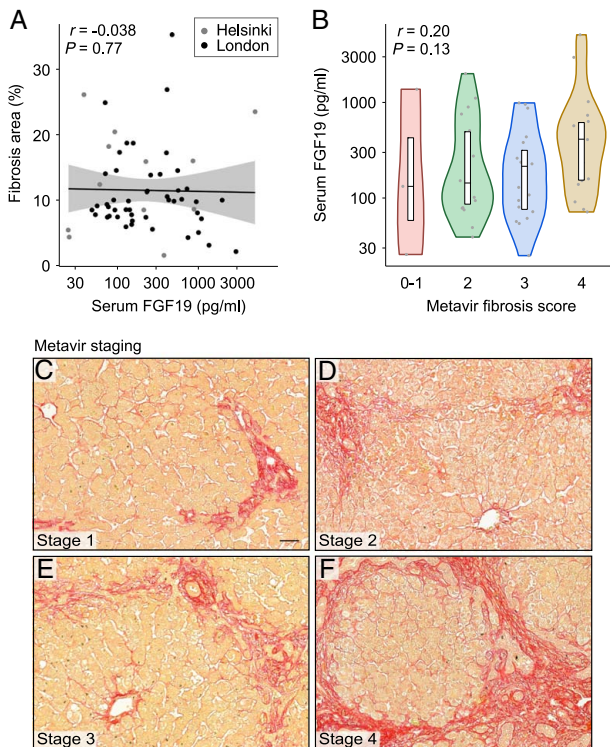 A
r = -0.038
P = 0.77
Helsinki
London
Fibrosis area (%)
30
20
10
0
30
100
300
1000
3000
Serum FGF19 (pg/ml)
B
r = 0.20
P = 0.13
Serum FGF19 (pg/ml)
3000
1000
300
100
30
0-1
2
3
4
Metavir fibrosis score
Metavir staging
C
Stage 1
D
Stage 2
E
Stage 3
F
Stage 4